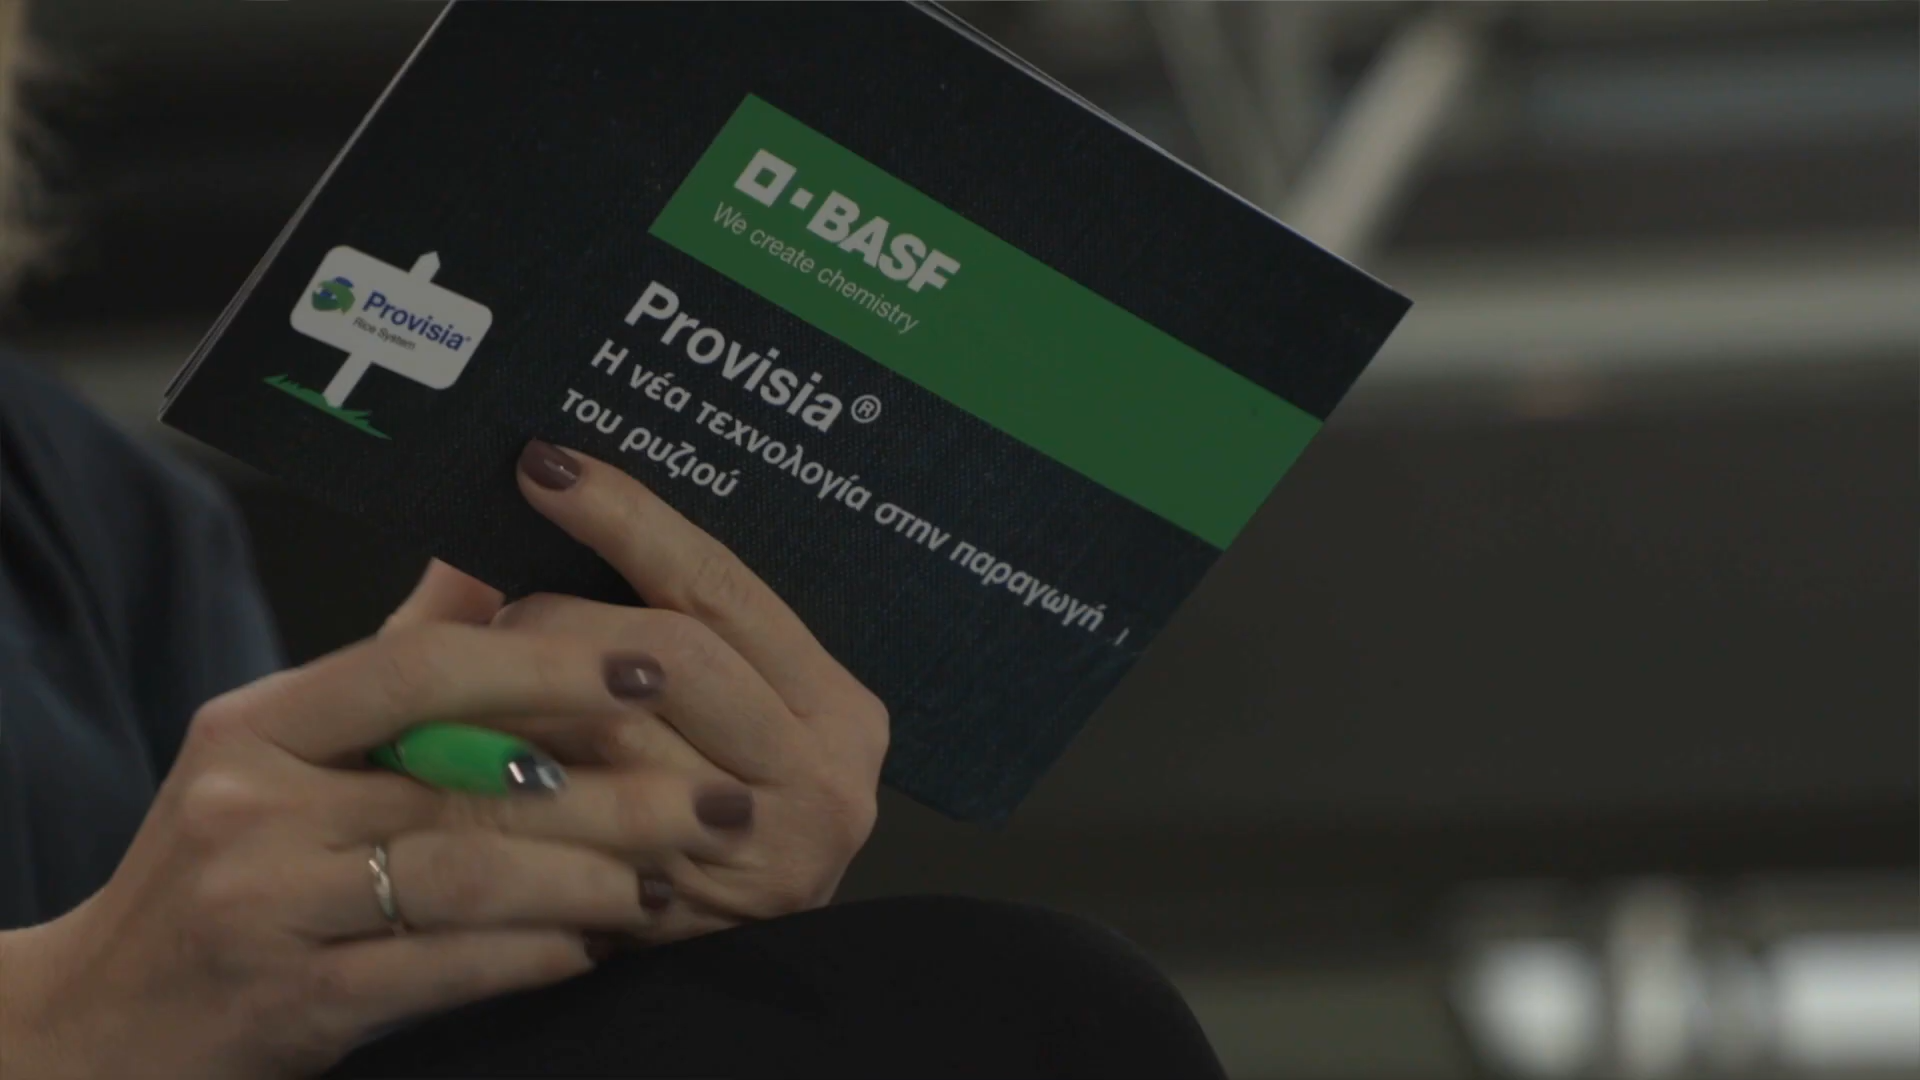 BASF
We create chemistry
Provisia®
Η νέα τεχνολογία στην παραγωγή
του ρυζιού
Provisia®
Rice System